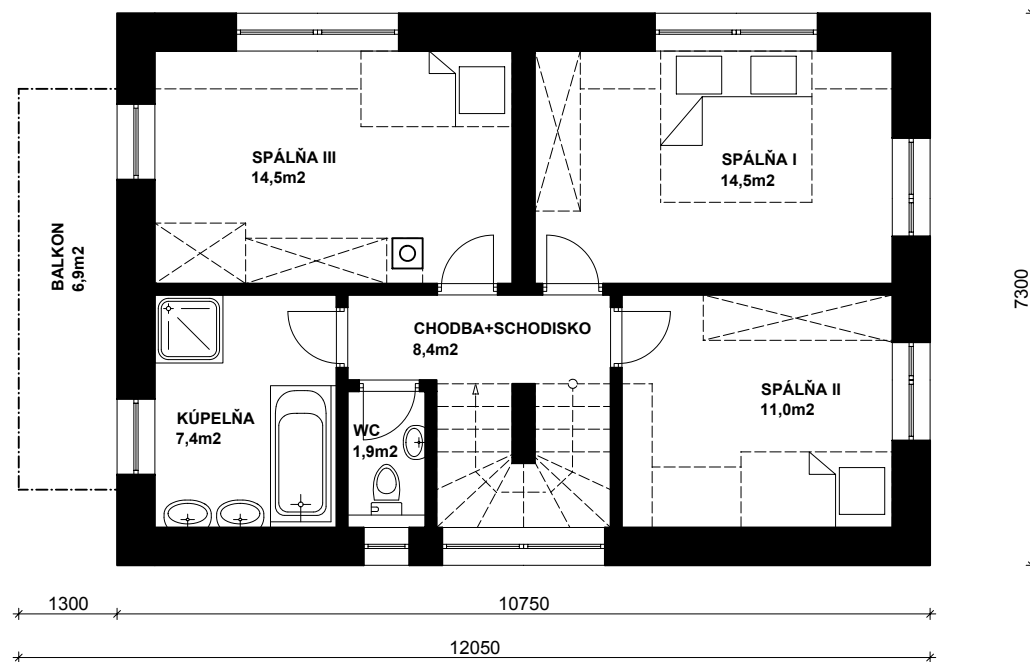 SPÁLŇA III
14,5m2
SPÁLŇA I
14,5m2
BALKON
6,9m2
7300
CHODBA+SCHODISKO
8,4m2
SPÁLŇA II
11,0m2
KÚPELŇA
7,4m2
WC
1,9m2
1300
10750
12050